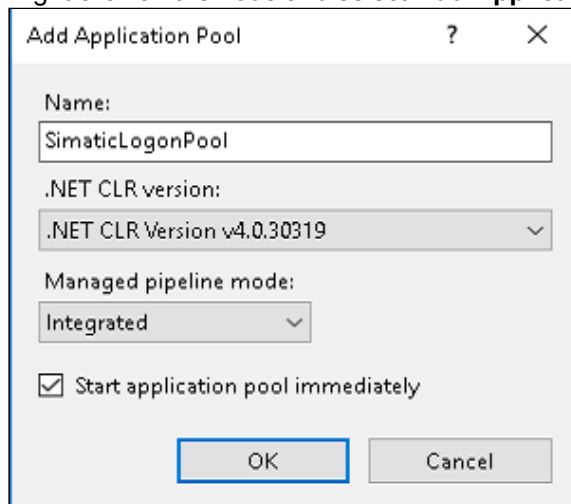 Add Application Pool ? ×
Name:
SimaticLogonPool
.NET CLR version:
.NET CLR Version v4.0.30319
Managed pipeline mode:
Integrated
Start application pool immediately
OK Cancel